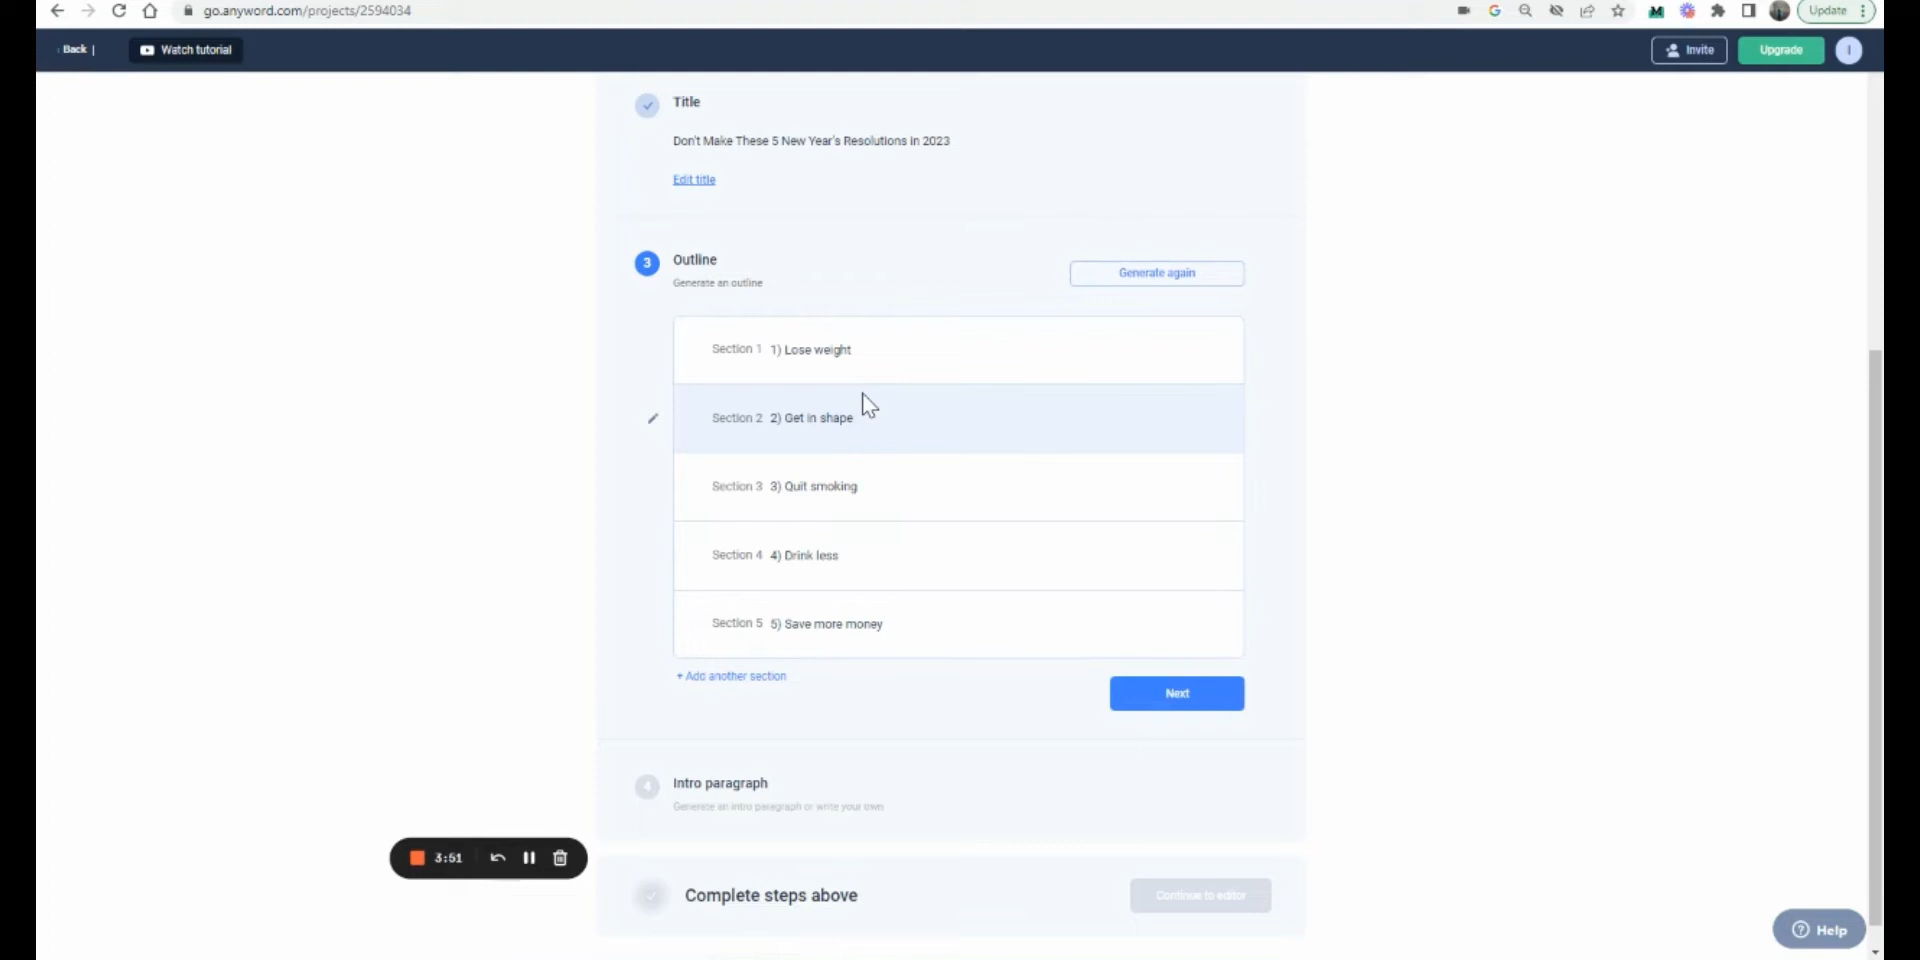 go.anyword.com/projects/2594034
Update
Back |
Watch tutorial
Invite
Upgrade
I
Title
Don't Make These 5 New Year's Resolutions in 2023
Edit title
3
Outline
Generate an outline
Generate again
Section 1 1) Lose weight
Section 2 2) Get in shape
Section 3 3) Quit smoking
Section 4 4) Drink less
Section 5 5) Save more money
+ Add another section
Next
4
Intro paragraph
Generate an intro paragraph or write your own
3:51
Complete steps above
Continue to editor
Help